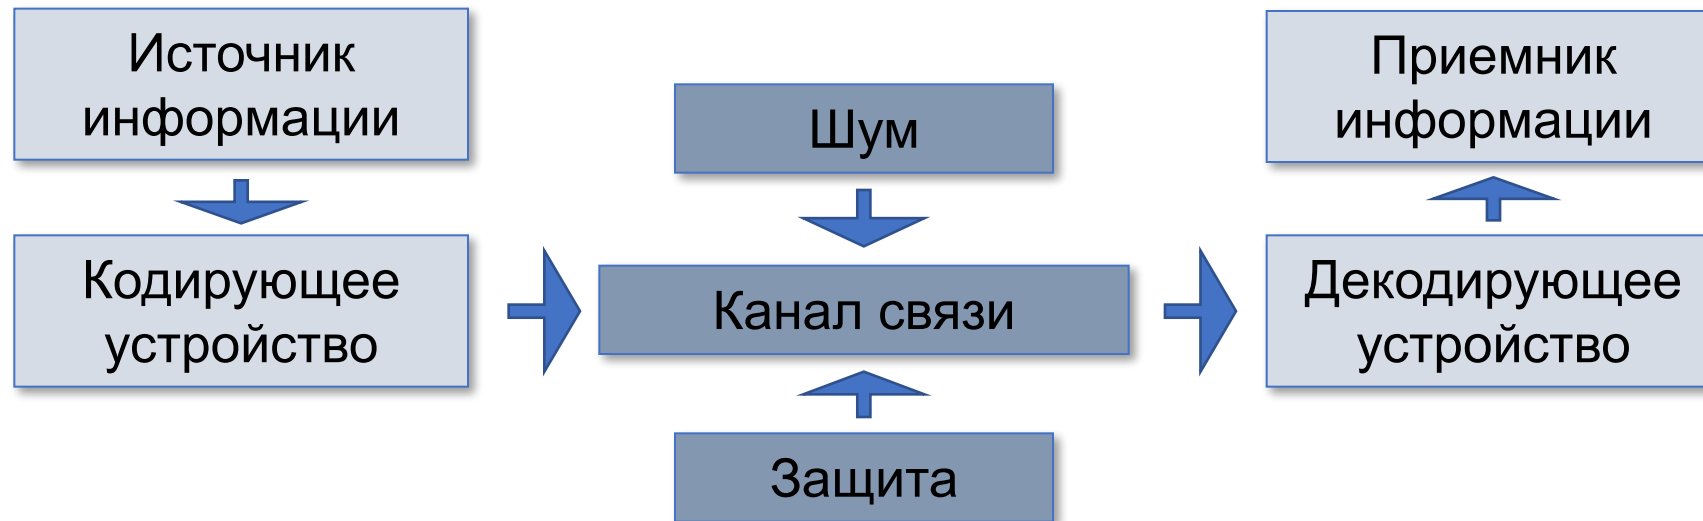 Источник
информации
Кодирующее
устройство
Шум
Канал связи
Защита
Приемник
информации
Декодирующее
устройство